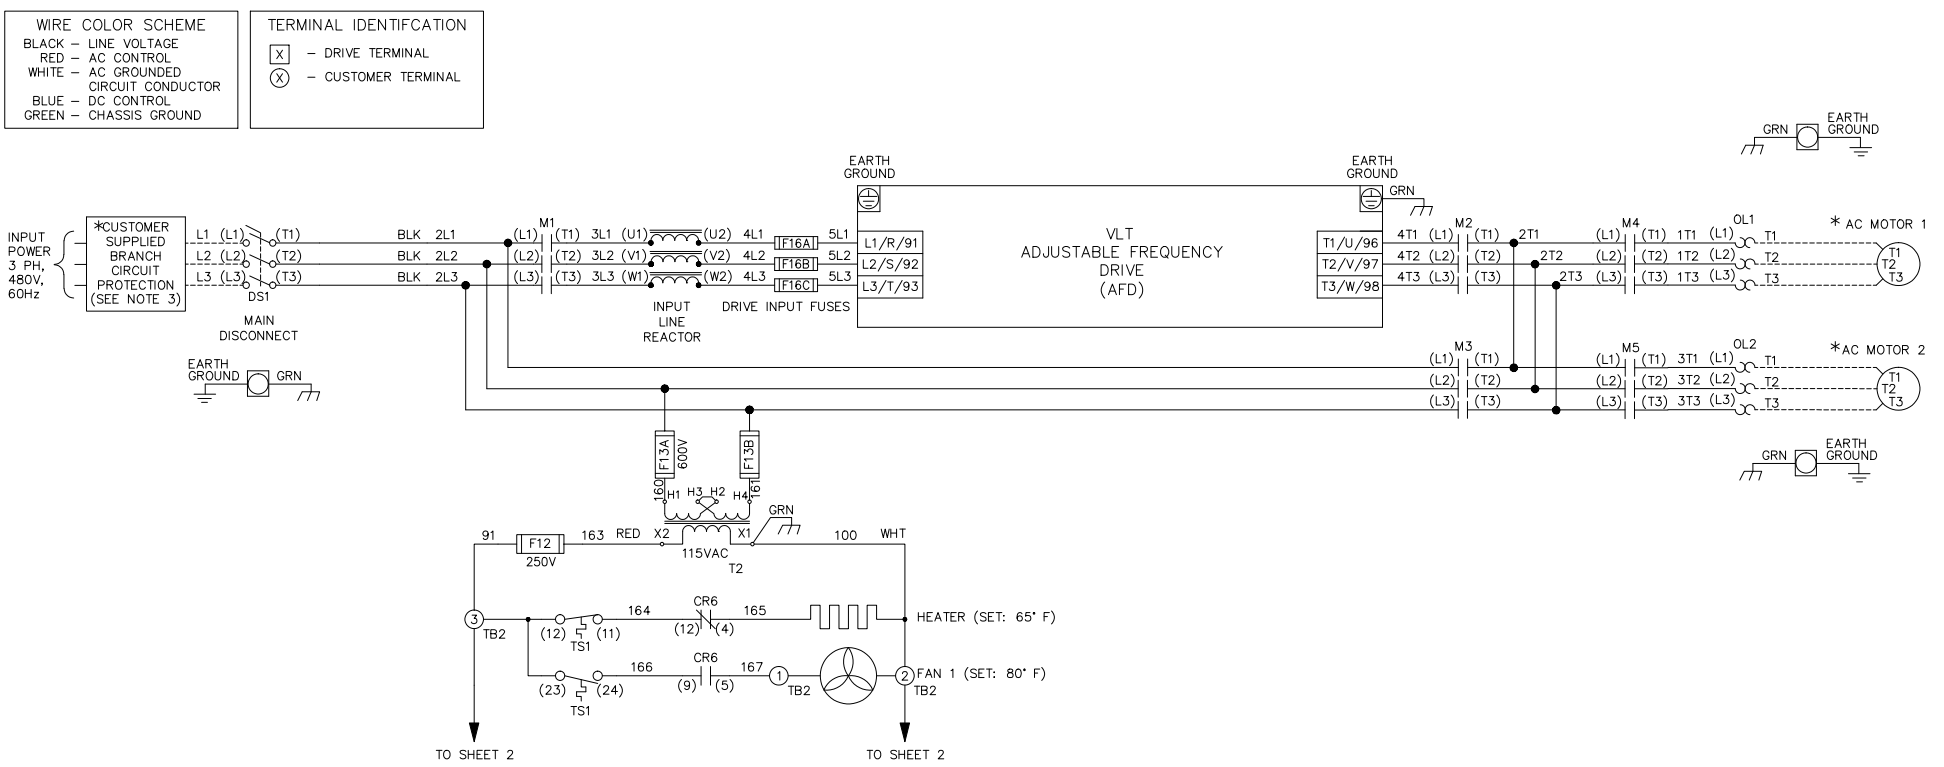 WIRE COLOR SCHEME
BLACK – LINE VOLTAGE
RED – AC CONTROL
WHITE – AC GROUNDED
CIRCUIT CONDUCTOR
BLUE – DC CONTROL
GREEN – CHASSIS GROUND
TERMINAL IDENTIFCATION
X – DRIVE TERMINAL
X – CUSTOMER TERMINAL
INPUT
POWER
3 PH,
480V,
60Hz
*CUSTOMER
SUPPLIED
BRANCH
CIRCUIT
PROTECTION
(SEE NOTE 3)
L1 (L1) (T1)
L2 (L2) (T2)
L3 (L3) (T3)
DS1
MAIN
DISCONNECT
EARTH
GROUND
GRN
BLK 2L1
BLK 2L2
BLK 2L3
M1
(L1) (T1) 3L1 (U1) (U2) 4L1 F16A 5L1
(L2) (T2) 3L2 (V1) (V2) 4L2 F16B 5L2
(L3) (T3) 3L3 (W1) (W2) 4L3 F16C 5L3
INPUT
LINE
REACTOR
DRIVE INPUT FUSES
EARTH
GROUND
L1/R/91
L2/S/92
L3/T/93
VLT
ADJUSTABLE FREQUENCY
DRIVE
(AFD)
EARTH
GROUND
GRN
T1/U/96
T2/V/97
T3/W/98
M2
4T1 (L1) (T1) 2T1
4T2 (L2) (T2) 2T2
4T3 (L3) (T3) 2T3
M4
OL1
(L1) (T1) 1T1 (L1) T1
(L2) (T2) 1T2 (L2) T2
(L3) (T3) 1T3 (L3) T3
* AC MOTOR 1
T1
T2
T3
GRN
EARTH
GROUND
M3
(L1) (T1)
(L2) (T2)
(L3) (T3)
M5
OL2
(L1) (T1) 3T1 (L1) T1
(L2) (T2) 3T2 (L2) T2
(L3) (T3) 3T3 (L3) T3
*AC MOTOR 2
T1
T2
T3
GRN
EARTH
GROUND
F13A
600V
F13B
160
161
H1 H3 H2 H4
GRN
91 F12 163 RED X2 X1 100 WHT
250V
115VAC
T2
3
TB2
(12) (11)
TS1
164
CR6
(12) (4)
165
HEATER (SET: 65° F)
(23) (24)
TS1
166
CR6
(9) (5)
167
1
TB2
2
TB2
FAN 1 (SET: 80° F)
TO SHEET 2
TO SHEET 2